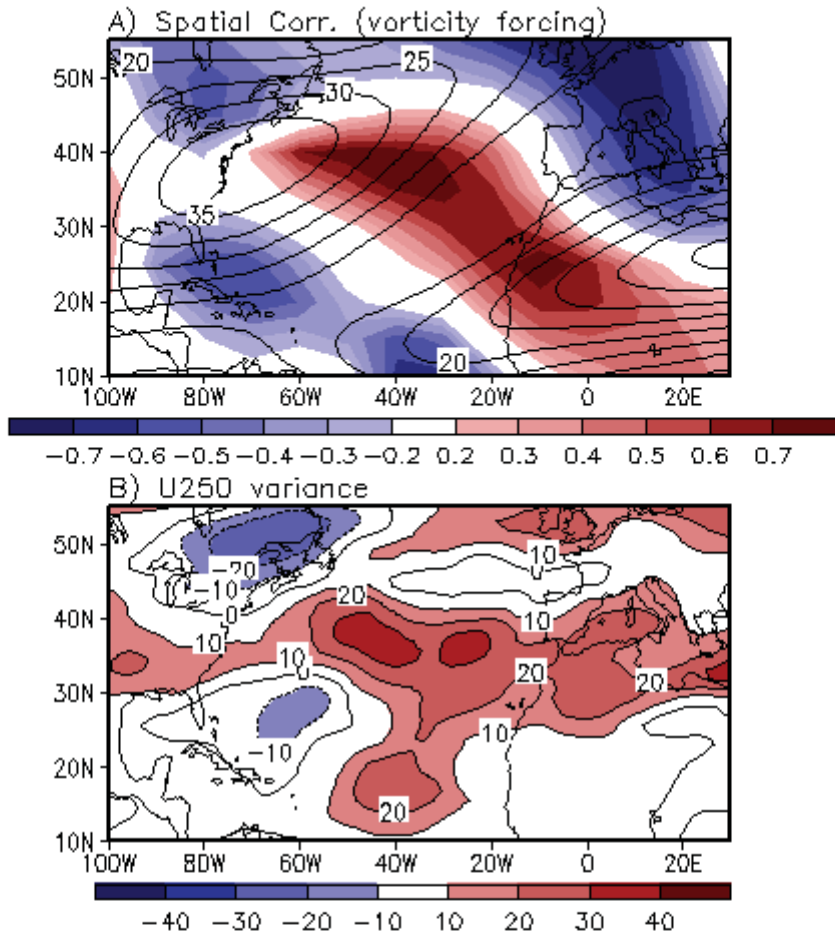 A) Spatial Corr. (vorticity forcing)
50N
40N
30N
20N
10N
20
25
30
35
20
100W 80W 60W 40W 20W 0 20E
-0.7 -0.6 -0.5 -0.4 -0.3 -0.2 0.2 0.3 0.4 0.5 0.6 0.7
B) U250 variance
50N
40N
30N
20N
10N
-20
-10
0
10
10
0
20
10
0
10
20
20
-10
10
20
100W 80W 60W 40W 20W 0 20E
-40 -30 -20 -10 10 20 30 40